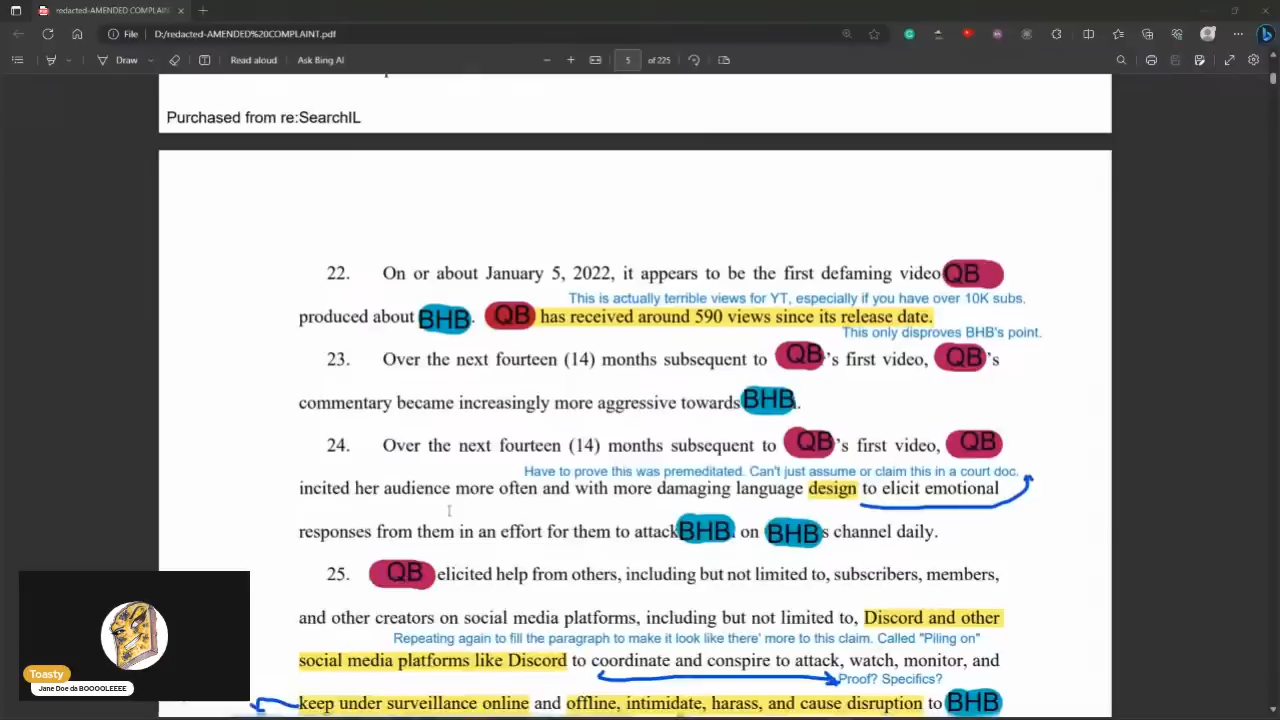 redacted-AMENDED COMPLAINT
File
D:/redacted-AMENDED%20COMPLAINT.pdf
Draw
Read aloud
Ask Bing AI
5
of 225
Purchased from re:SearchIL
22. On or about January 5, 2022, it appears to be the first defaming video QB
This is actually terrible views for YT, especially if you have over 10K subs.
produced about BHB. QB has received around 590 views since its release date.
This only disproves BHB's point.
23. Over the next fourteen (14) months subsequent to QB's first video, QB's
commentary became increasingly more aggressive towards BHB.
24. Over the next fourteen (14) months subsequent to QB's first video, QB
Have to prove this was premeditated. Can't just assume or claim this in a court doc.
incited her audience more often and with more damaging language design to elicit emotional
responses from them in an effort for them to attack BHB on BHBs channel daily.
25. QB elicited help from others, including but not limited to, subscribers, members,
and other creators on social media platforms, including but not limited to, Discord and other
Repeating again to fill the paragraph to make it look like there' more to this claim. Called "Piling on"
social media platforms like Discord to coordinate and conspire to attack, watch, monitor, and
Proof? Specifics?
keep under surveillance online and offline, intimidate, harass, and cause disruption to BHB
Toasty
Jane Doe da BOOOOLEEEE